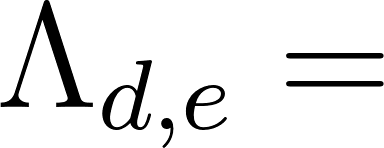 Λ_{d,e} =